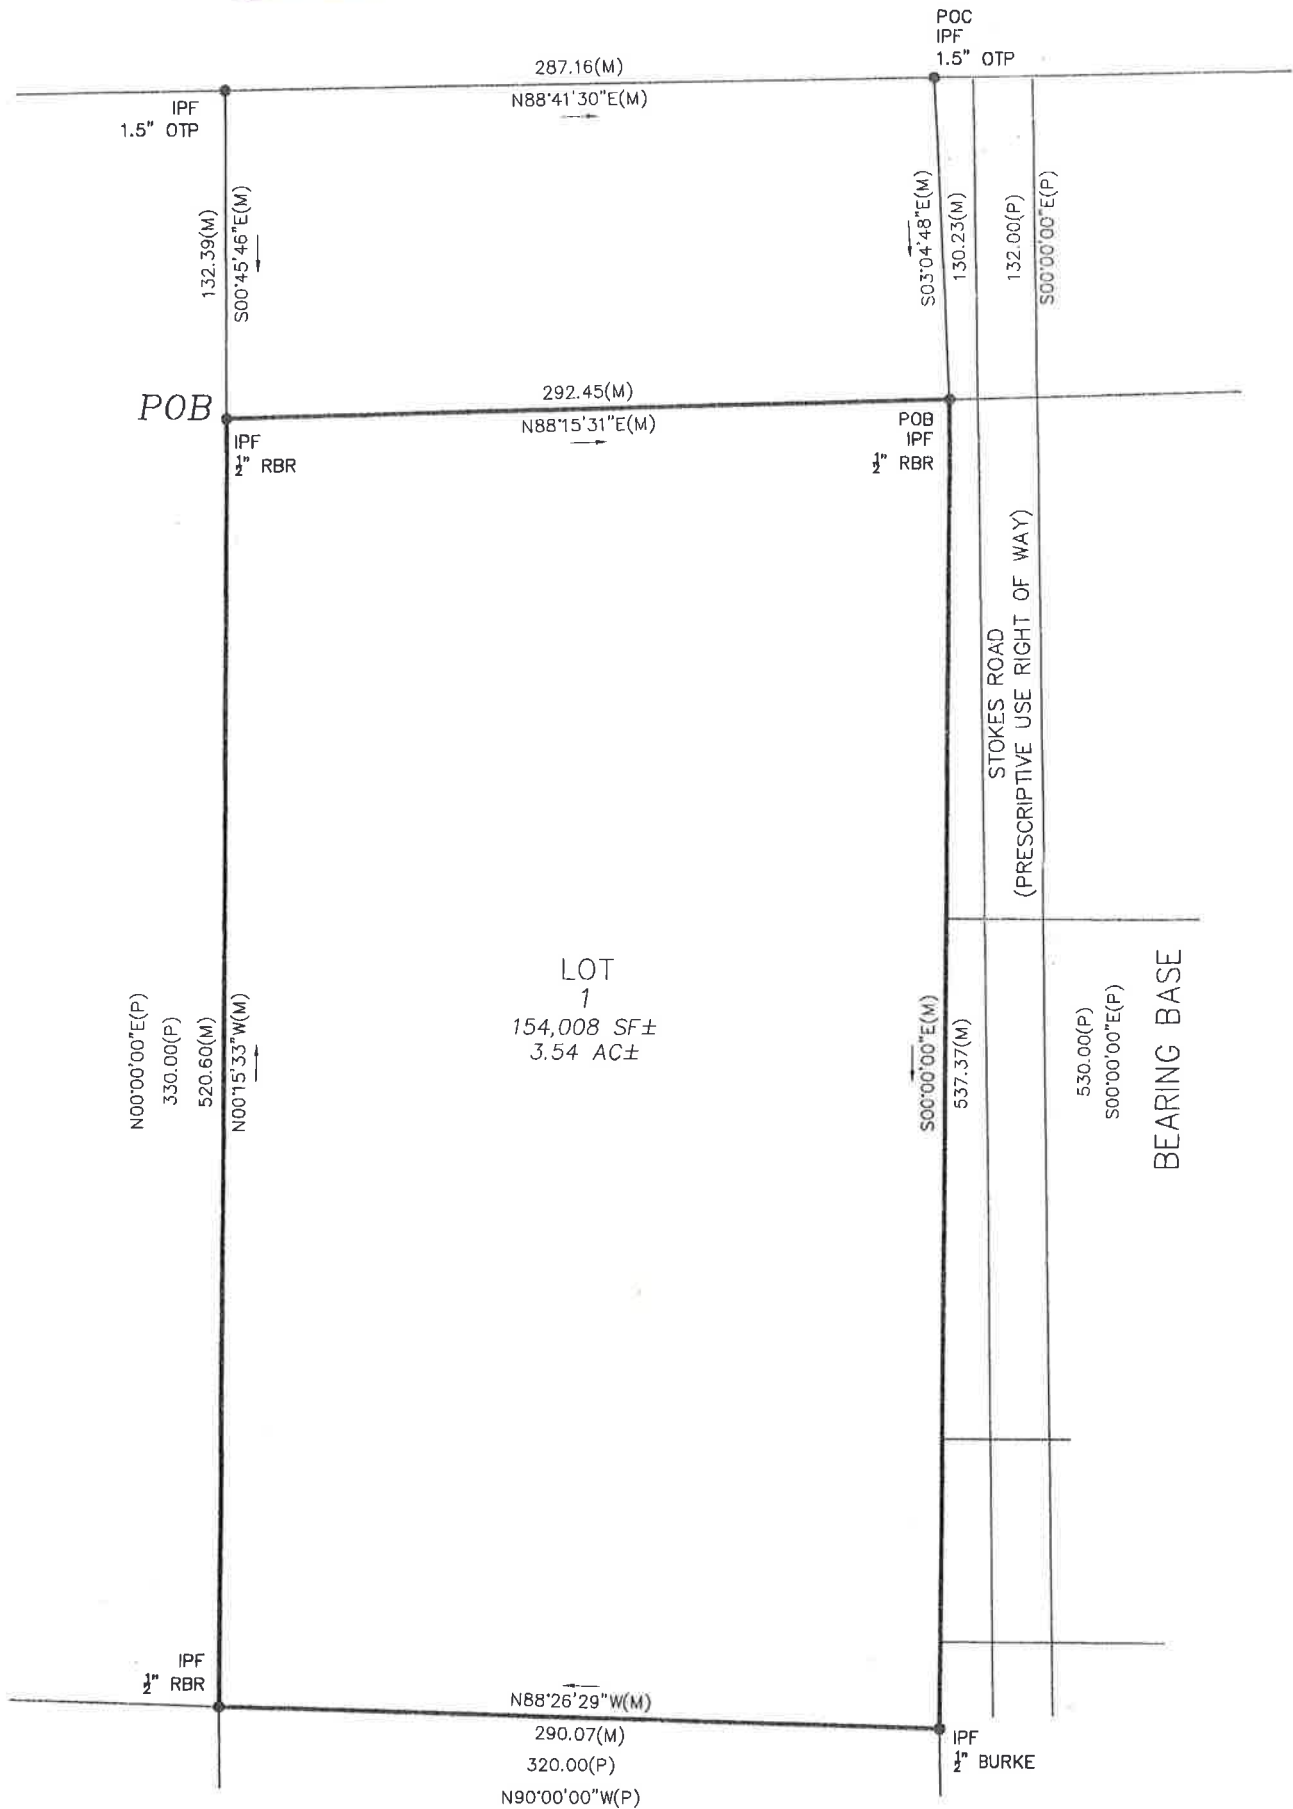 POC
IPF
1.5" OTP
287.16(M)
N88°41'30"E(M)
IPF
1.5" OTP
132.39(M)
S00°45'46"E(M)
S03°04'48"E(M)
130.23(M)
132.00(P)
S00°00'00"E(P)
POB
292.45(M)
N88°15'31"E(M)
IPF
½" RBR
POB
IPF
½" RBR
STOKES ROAD
(PRESCRIPTIVE USE RIGHT OF WAY)
LOT
1
154,008 SF±
3.54 AC±
N00°00'00"E(P)
330.00(P)
520.60(M)
N00°15'33"W(M)
S00°00'00"E(M)
537.37(M)
530.00(P)
S00°00'00"E(P)
BEARING BASE
IPF
½" RBR
N88°26'29"W(M)
290.07(M)
320.00(P)
N90°00'00"W(P)
IPF
½" BURKE